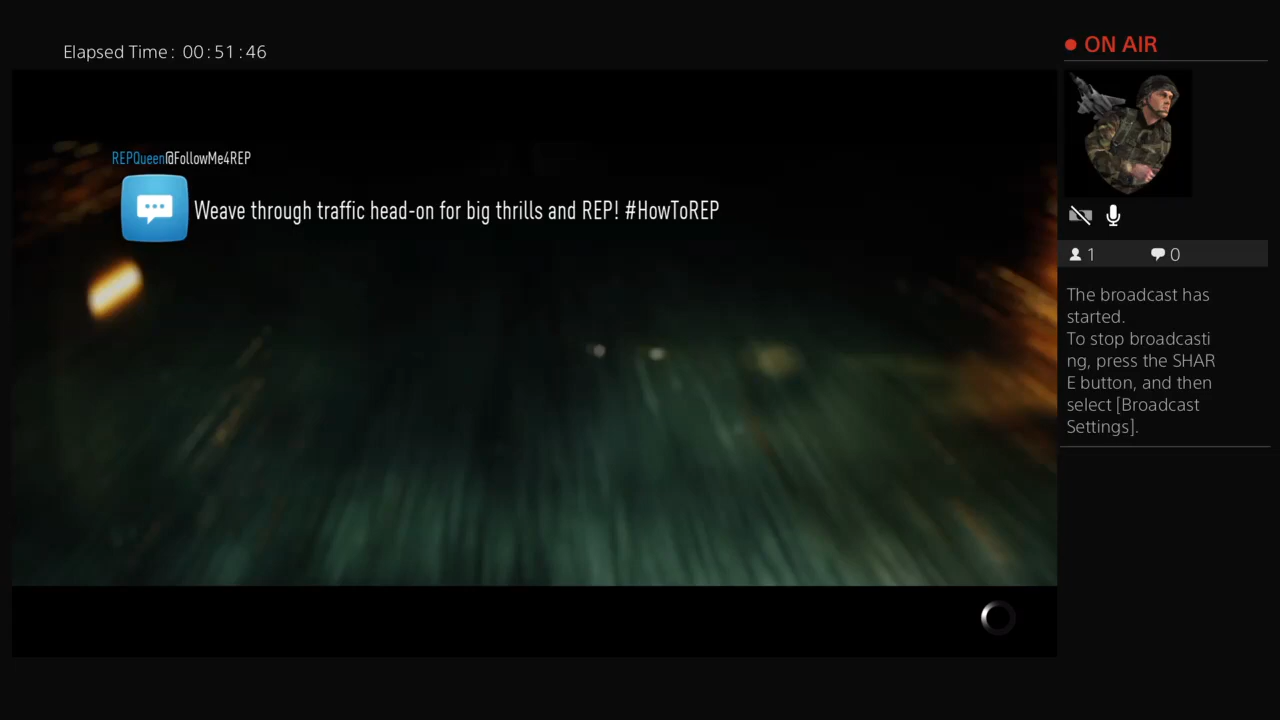 Elapsed Time: 00:51:46
ON AIR
REPQueen@FollowMe4REP
Weave through traffic head-on for big thrills and REP! #HowToREP
1 0
The broadcast has
started.
To stop broadcasti
ng, press the SHAR
E button, and then
select [Broadcast
Settings].